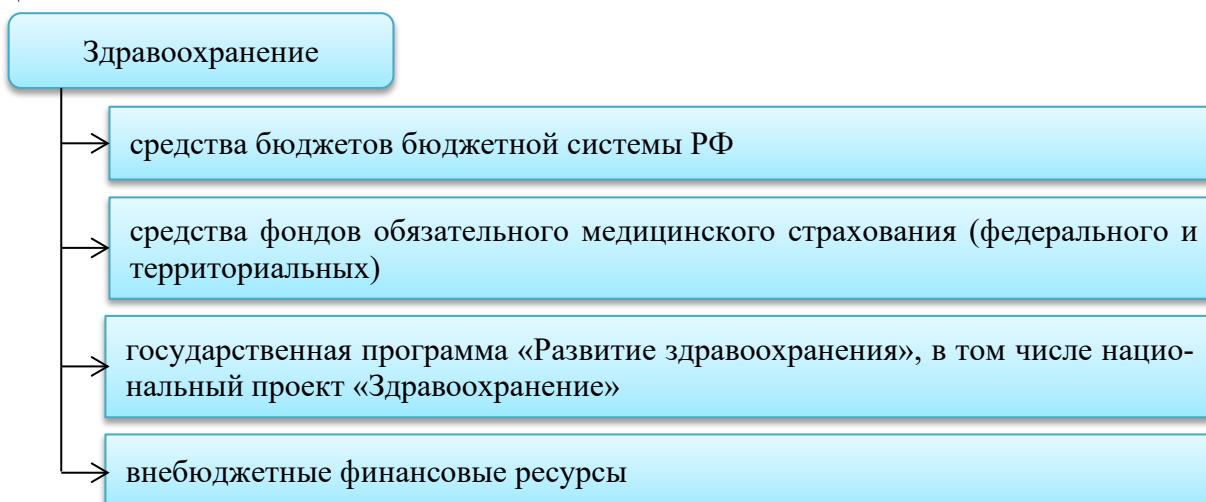 Здравоохранение
средства бюджетов бюджетной системы РФ
средства фондов обязательного медицинского страхования (федерального и
территориальных)
государственная программа «Развитие здравоохранения», в том числе нацио-
нальный проект «Здравоохранение»
внебюджетные финансовые ресурсы